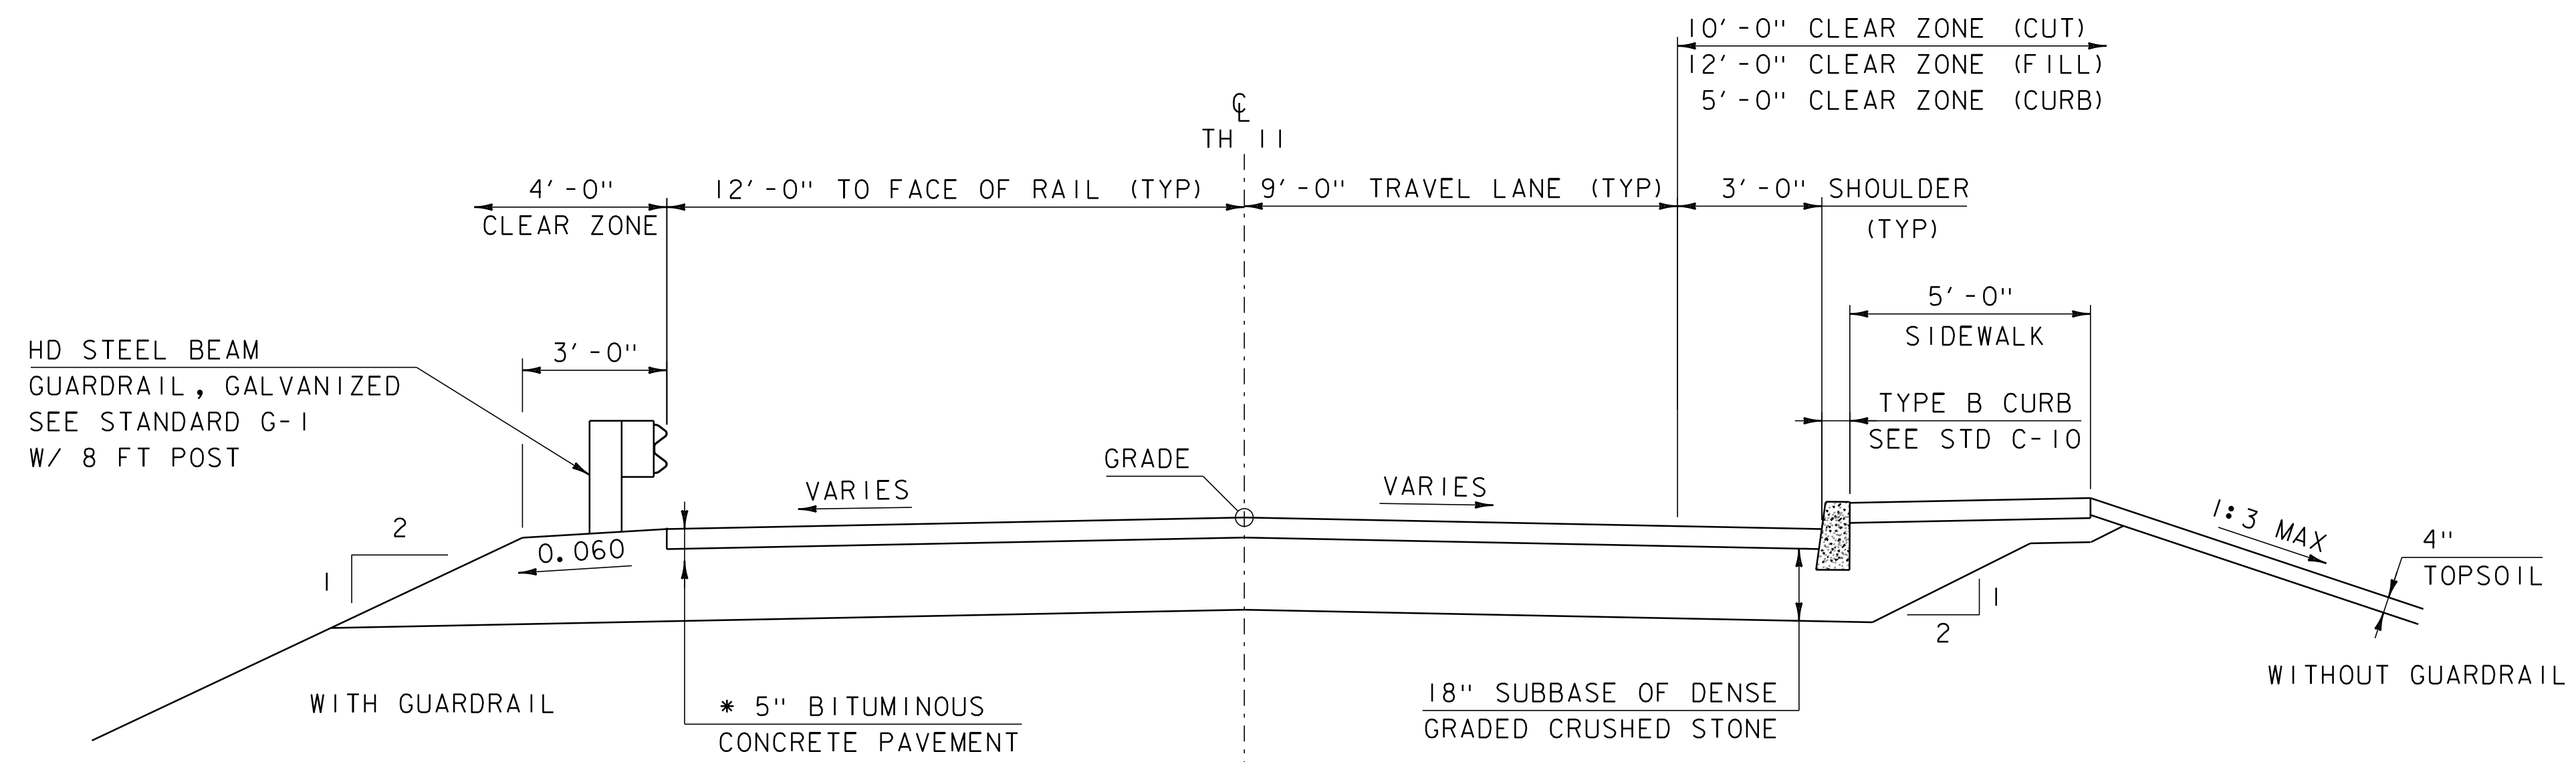 10'-0" CLEAR ZONE (CUT)
12'-0" CLEAR ZONE (FILL)
5'-0" CLEAR ZONE (CURB)
℄
TH 11
4'-0"
CLEAR ZONE
12'-0" TO FACE OF RAIL (TYP)
9'-0" TRAVEL LANE (TYP)
3'-0" SHOULDER
(TYP)
5'-0"
SIDEWALK
HD STEEL BEAM
GUARDRAIL, GALVANIZED
SEE STANDARD G-1
W/ 8 FT POST
3'-0"
TYPE B CURB
SEE STD C-10
GRADE
VARIES
VARIES
2
1
0.060
1:3 MAX
4"
TOPSOIL
1
2
WITH GUARDRAIL
* 5" BITUMINOUS
CONCRETE PAVEMENT
18" SUBBASE OF DENSE
GRADED CRUSHED STONE
WITHOUT GUARDRAIL